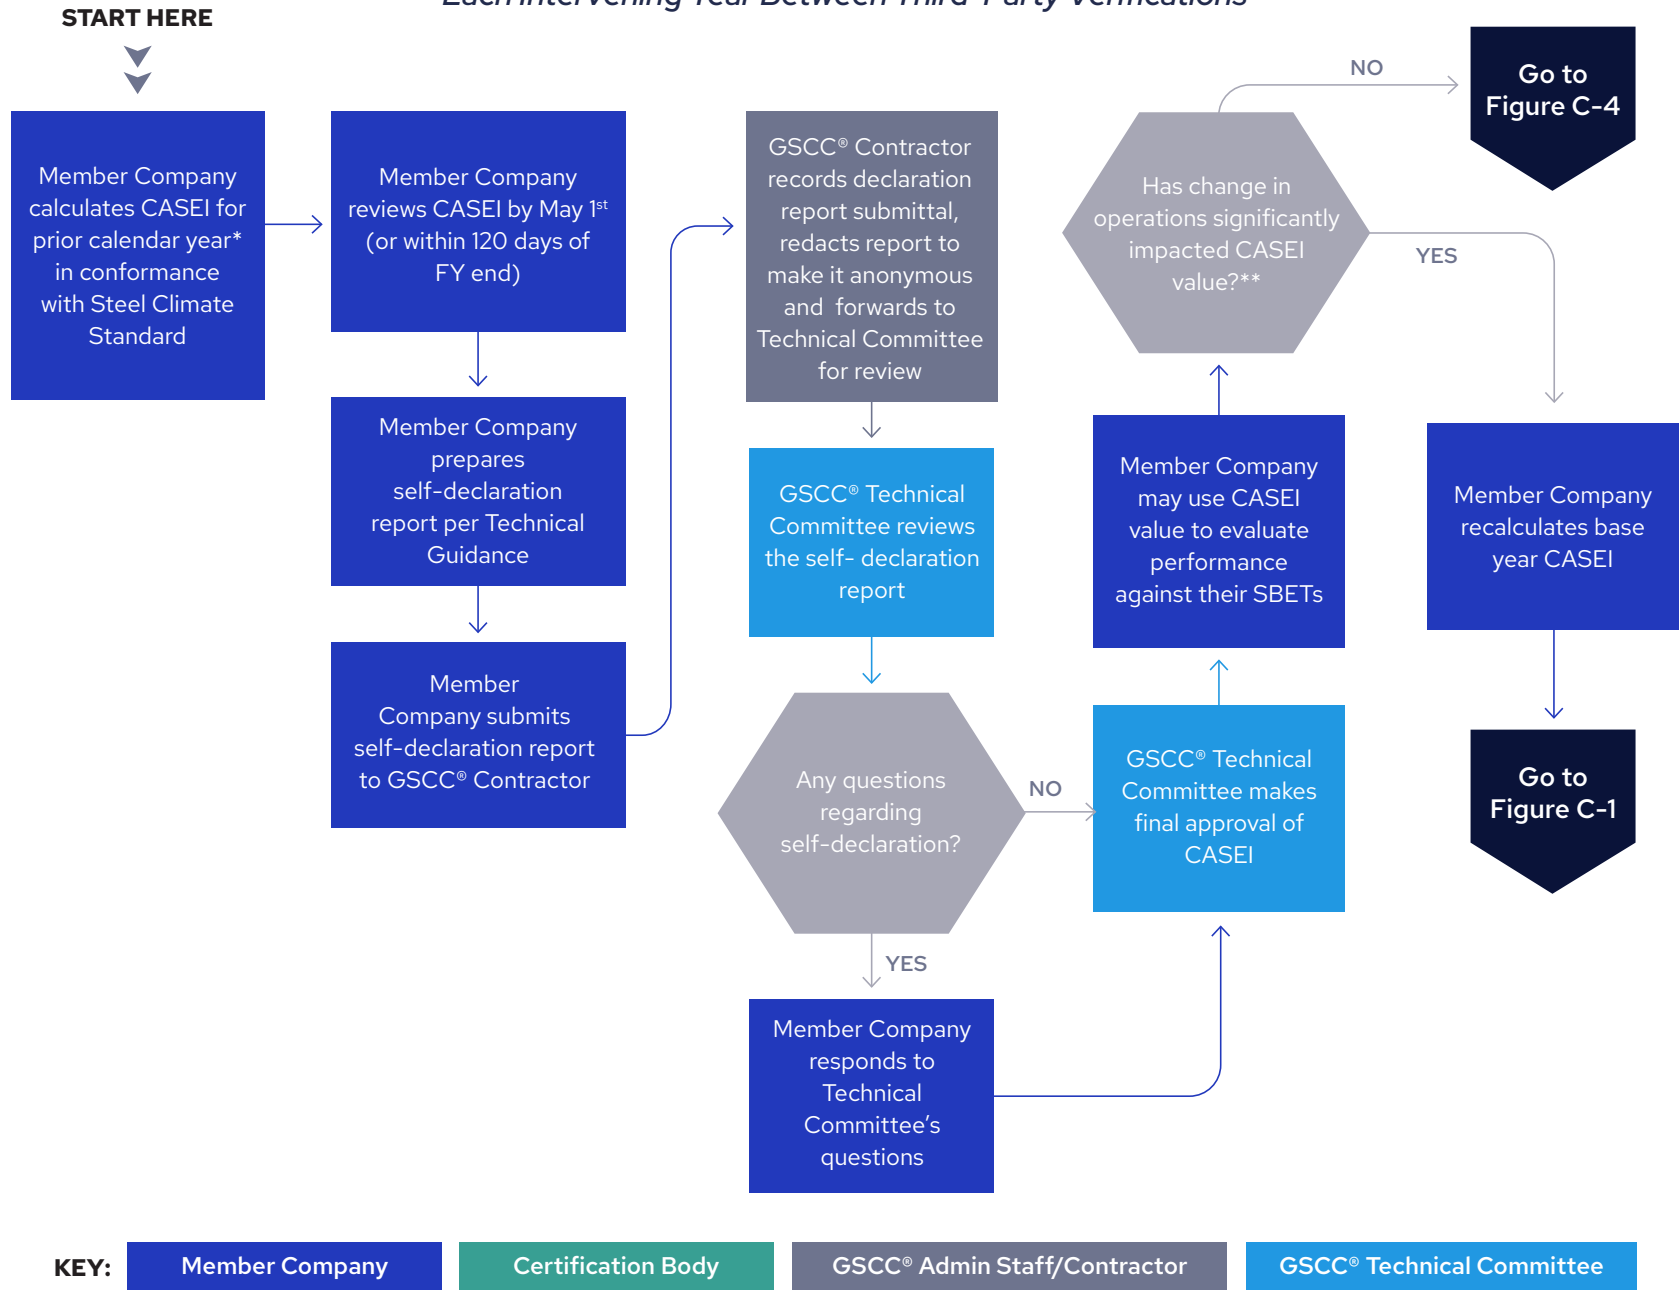 Each Intervening Year Between Third-Party Verifications
START HERE
Member Company
calculates CASEI for
prior calendar year*
in conformance
with Steel Climate
Standard
Member Company
reviews CASEI by May 1st
(or within 120 days of
FY end)
Member Company
prepares
self-declaration
report per Technical
Guidance
Member
Company submits
self-declaration report
to GSCC® Contractor
GSCC® Contractor
records declaration
report submittal,
redacts report to
make it anonymous
and forwards to
Technical Committee
for review
GSCC® Technical
Committee reviews
the self- declaration
report
Any questions
regarding
self-declaration?
NO
YES
Member Company
responds to
Technical
Committee’s
questions
GSCC® Technical
Committee makes
final approval of
CASEI
Member Company
may use CASEI
value to evaluate
performance
against their SBETs
Has change in
operations significantly
impacted CASEI
value?**
NO
Go to
Figure C-4
YES
Member Company
recalculates base
year CASEI
Go to
Figure C-1
KEY:
Member Company
Certification Body
GSCC® Admin Staff/Contractor
GSCC® Technical Committee